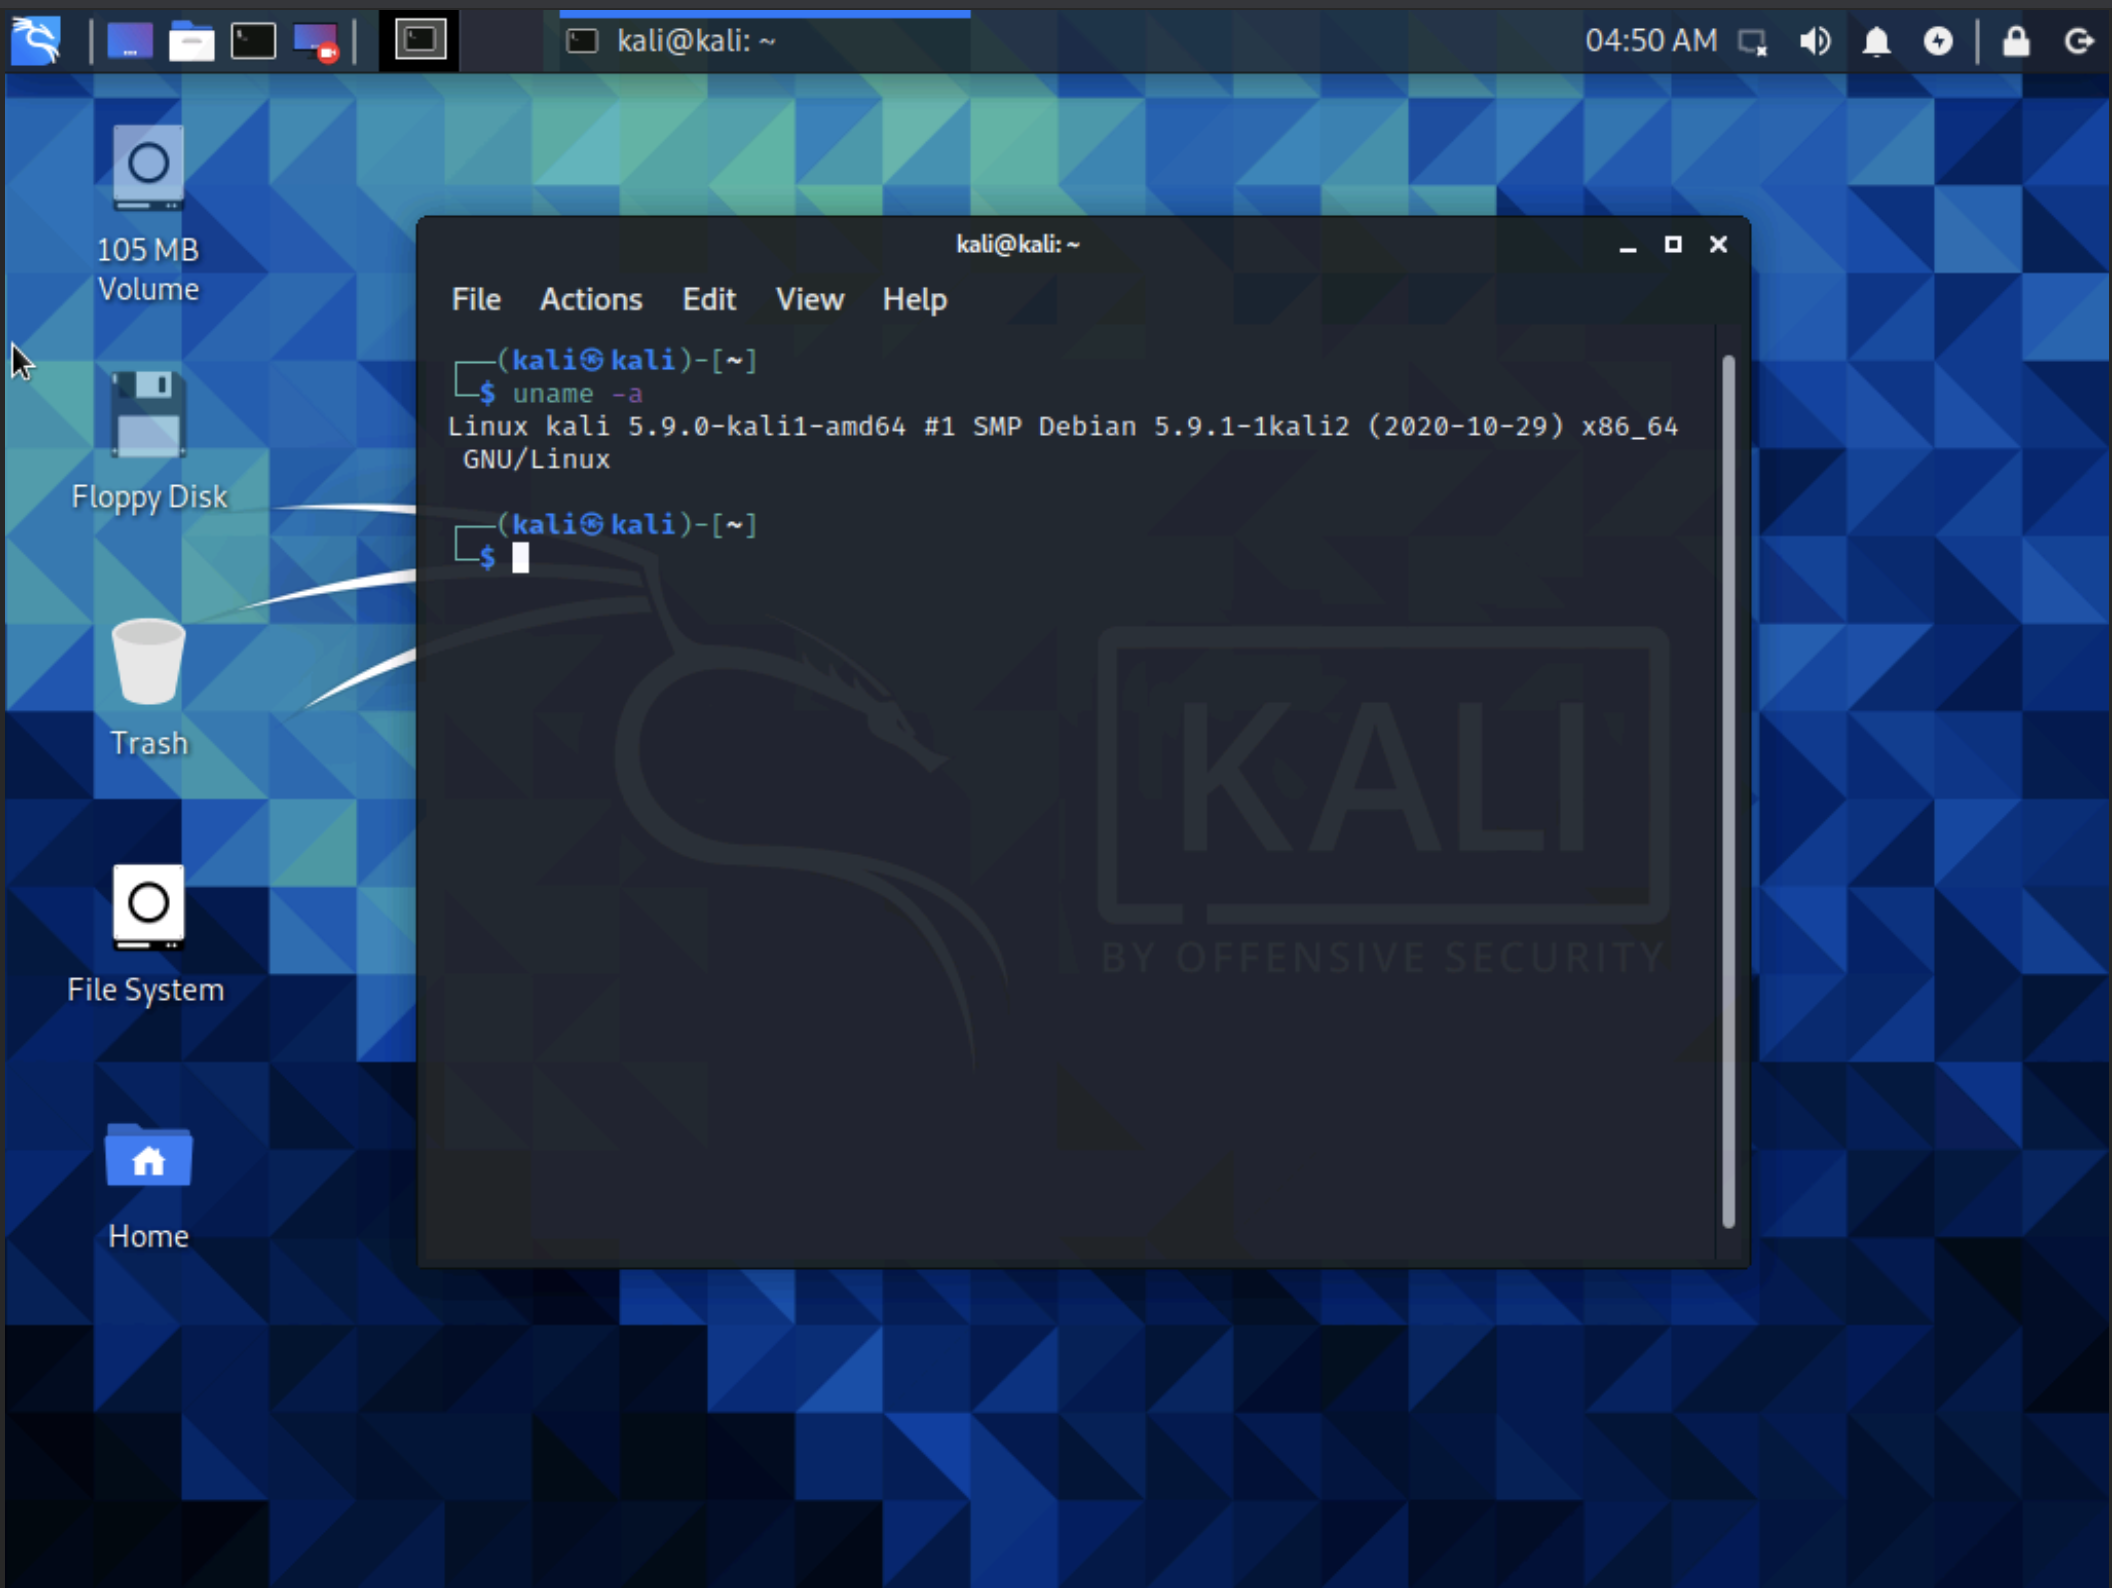 kali@kali: ~
04:50 AM
105 MB
Volume
Floppy Disk
Trash
File System
Home
kali@kali: ~
File Actions Edit View Help
┌──(kali㉿kali)-[~]
└─$ uname -a
Linux kali 5.9.0-kali1-amd64 #1 SMP Debian 5.9.1-1kali2 (2020-10-29) x86_64
 GNU/Linux
┌──(kali㉿kali)-[~]
└─$
KALI
BY OFFENSIVE SECURITY